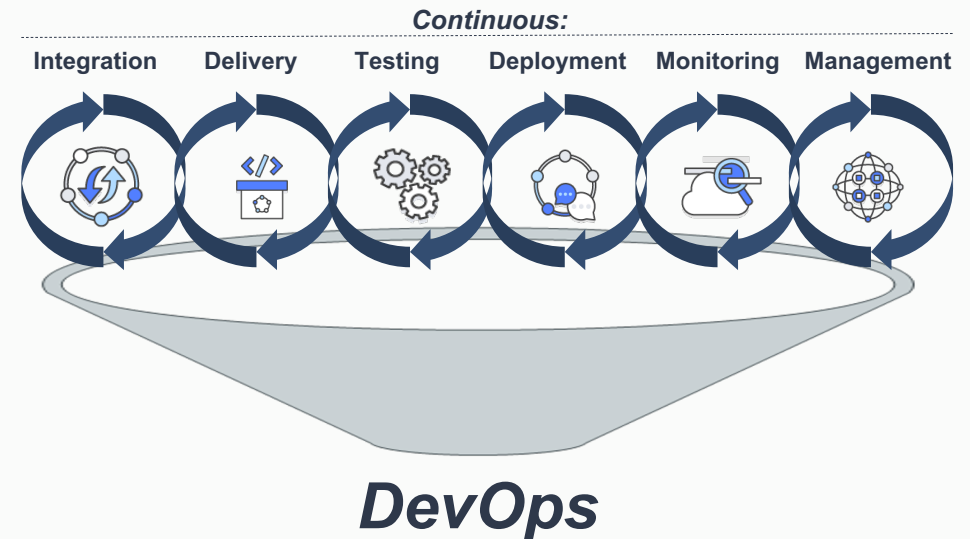 Continuous:
Integration Delivery Testing Deployment Monitoring Management
DevOps